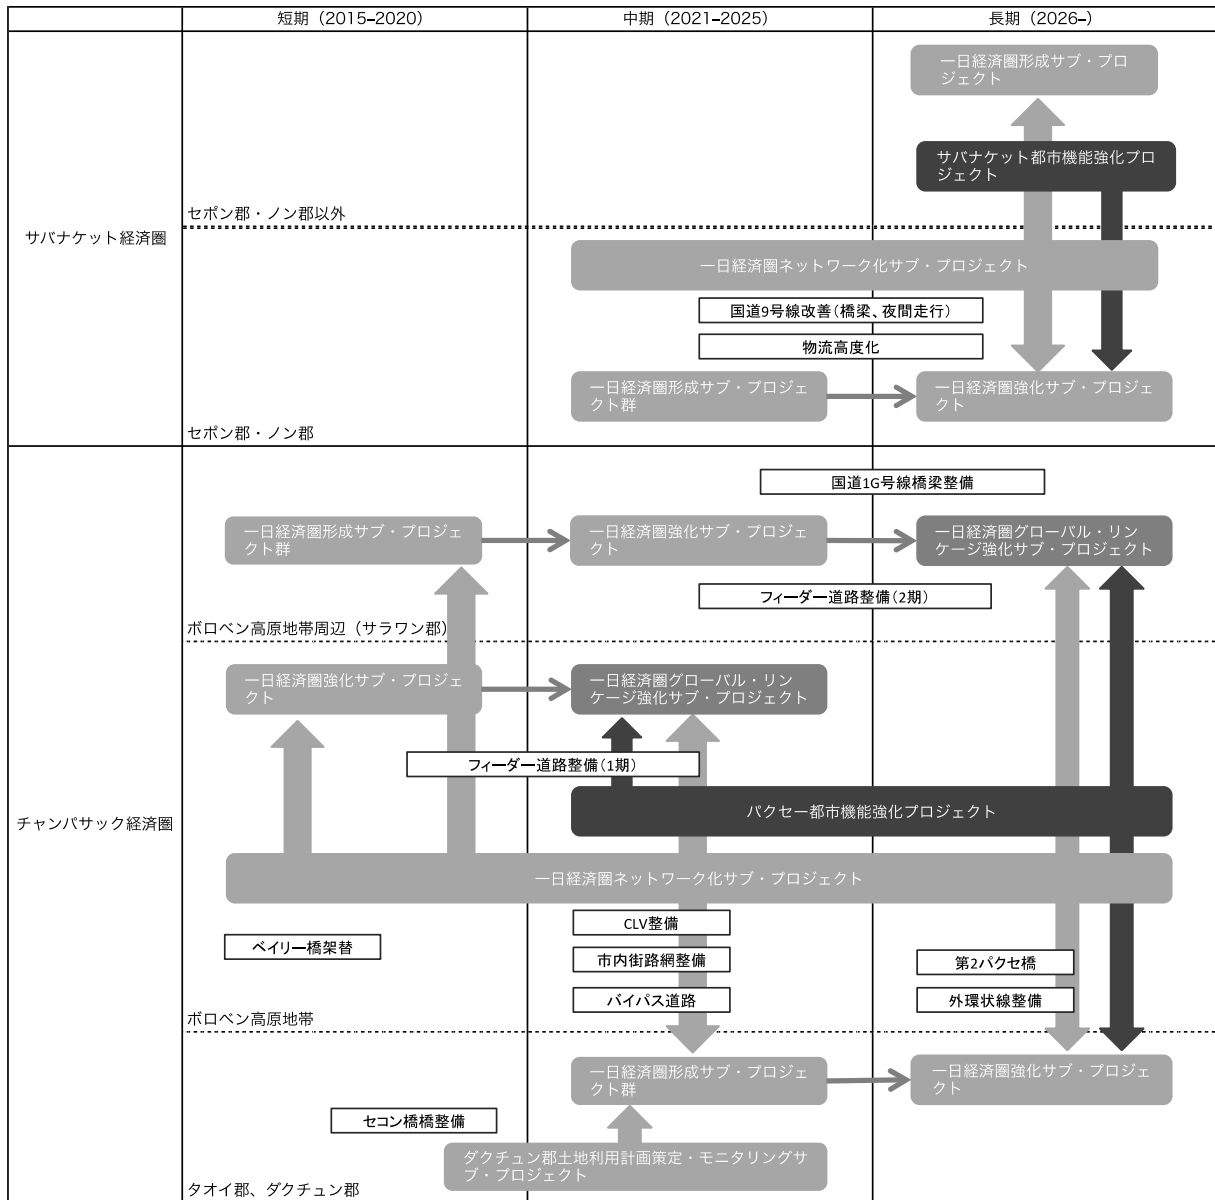 短期（2015–2020）
中期（2021–2025）
長期（2026–）
サバナケット経済圏
一日経済圏形成サブ・プロ
ジェクト
サバナケット都市機能強化プロ
ジェクト
セポン郡・ノン郡以外
一日経済圏ネットワーク化サブ・プロジェクト
国道9号線改善（橋梁、夜間走行）
物流高度化
一日経済圏形成サブ・プロジェ
クト群
一日経済圏強化サブ・プロジェ
クト
セポン郡・ノン郡
チャンパサック経済圏
国道1G号線橋梁整備
一日経済圏形成サブ・プロジェ
クト群
一日経済圏強化サブ・プロジェ
クト
一日経済圏グローバル・リン
ケージ強化サブ・プロジェクト
フィーダー道路整備（2期）
ボロベン高原地帯周辺（サラワン郡）
一日経済圏強化サブ・プロジェ
クト
一日経済圏グローバル・リン
ケージ強化サブ・プロジェクト
フィーダー道路整備（1期）
パクセー都市機能強化プロジェクト
一日経済圏ネットワーク化サブ・プロジェクト
CLV整備
ベイリー橋架替
市内街路網整備
第2パクセ橋
バイパス道路
外環状線整備
ボロベン高原地帯
一日経済圏形成サブ・プロジェ
クト群
一日経済圏強化サブ・プロジェ
クト
セコン橋橋整備
ダクチュン郡土地利用計画策定・モニタリングサ
ブ・プロジェクト
タオイ郡、ダクチュン郡